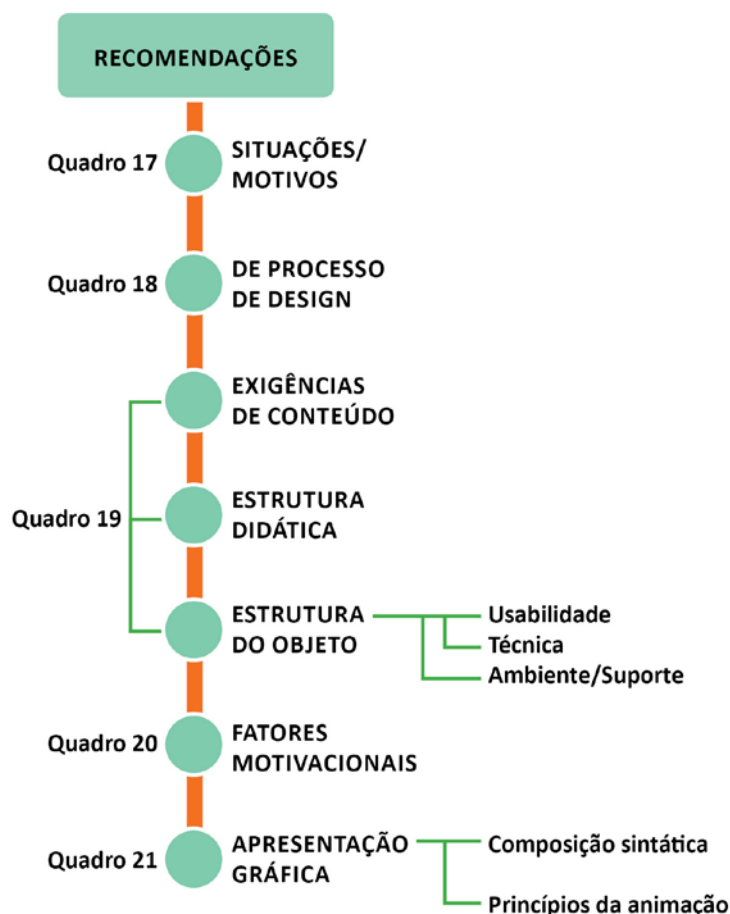 RECOMENDAÇÕES
Quadro 17
SITUAÇÕES/
MOTIVOS
Quadro 18
DE PROCESSO
DE DESIGN
EXIGÊNCIAS
DE CONTEÚDO
Quadro 19
ESTRUTURA
DIDÁTICA
ESTRUTURA
DO OBJETO
Usabilidade
Técnica
Ambiente/Suporte
Quadro 20
FATORES
MOTIVACIONAIS
Quadro 21
APRESENTAÇÃO
GRÁFICA
Composição sintática
Princípios da animação